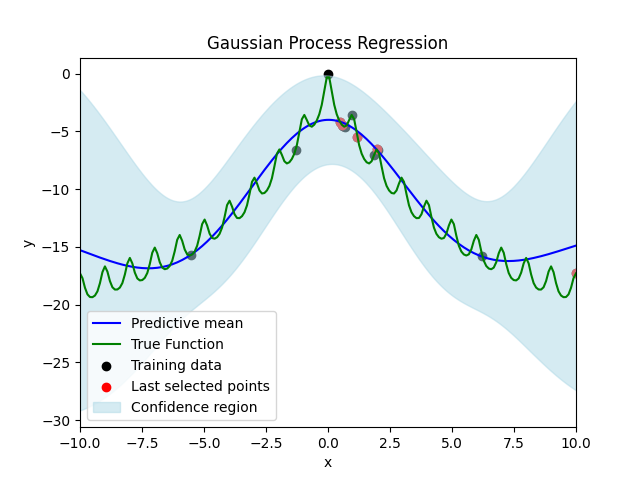 Gaussian Process Regression
y
0
−5
−10
−15
−20
−25
−30
Predictive mean
True Function
Training data
Last selected points
Confidence region
−10.0 −7.5 −5.0 −2.5 0.0 2.5 5.0 7.5 10.0
x